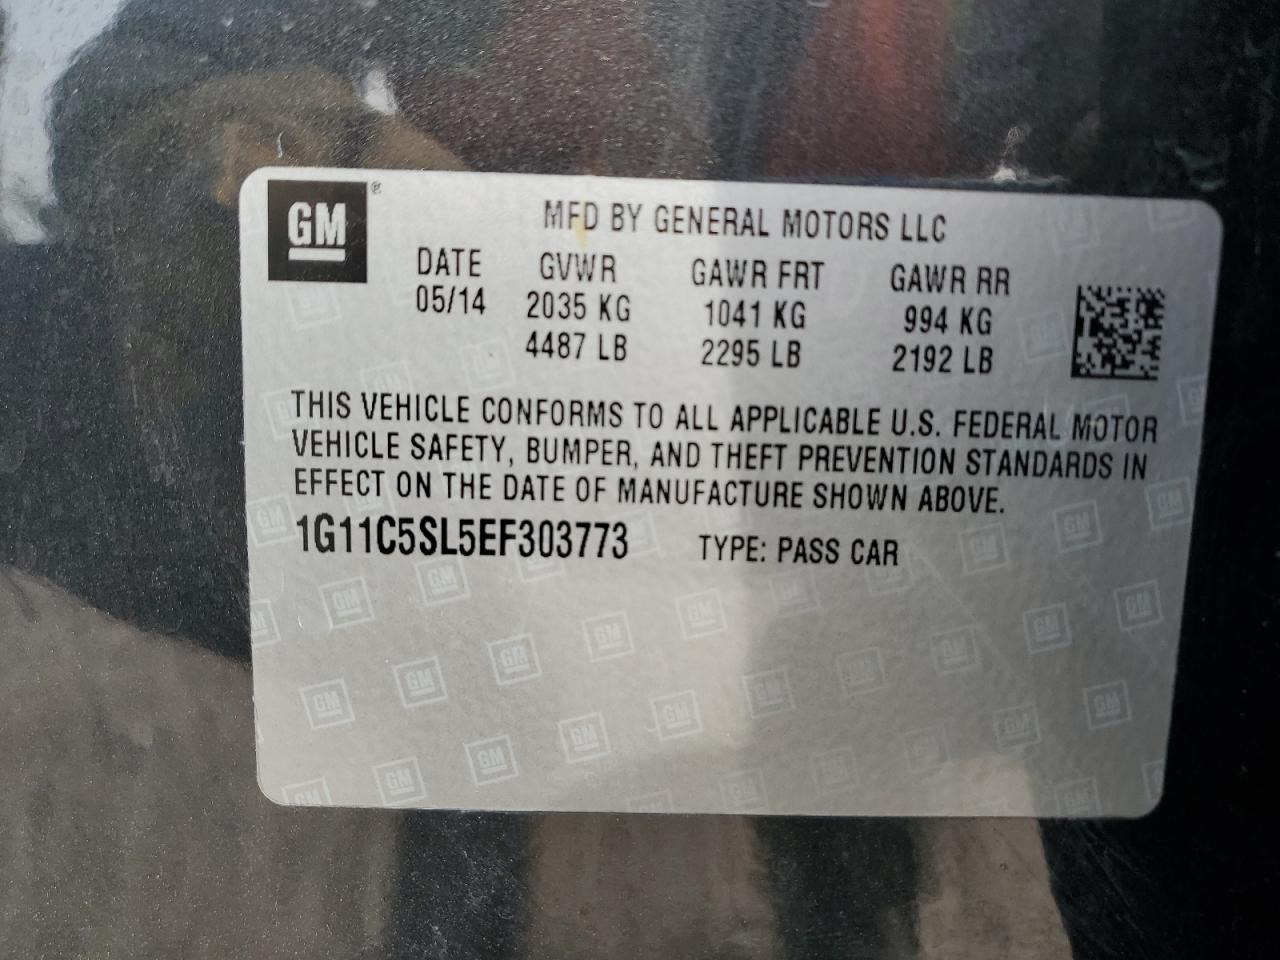 GM ®
MFD BY GENERAL MOTORS LLC
DATE GVWR GAWR FRT GAWR RR
05/14 2035 KG 1041 KG 994 KG
4487 LB 2295 LB 2192 LB
THIS VEHICLE CONFORMS TO ALL APPLICABLE U.S. FEDERAL MOTOR
VEHICLE SAFETY, BUMPER, AND THEFT PREVENTION STANDARDS IN
EFFECT ON THE DATE OF MANUFACTURE SHOWN ABOVE.
1G11C5SL5EF303773 TYPE: PASS CAR